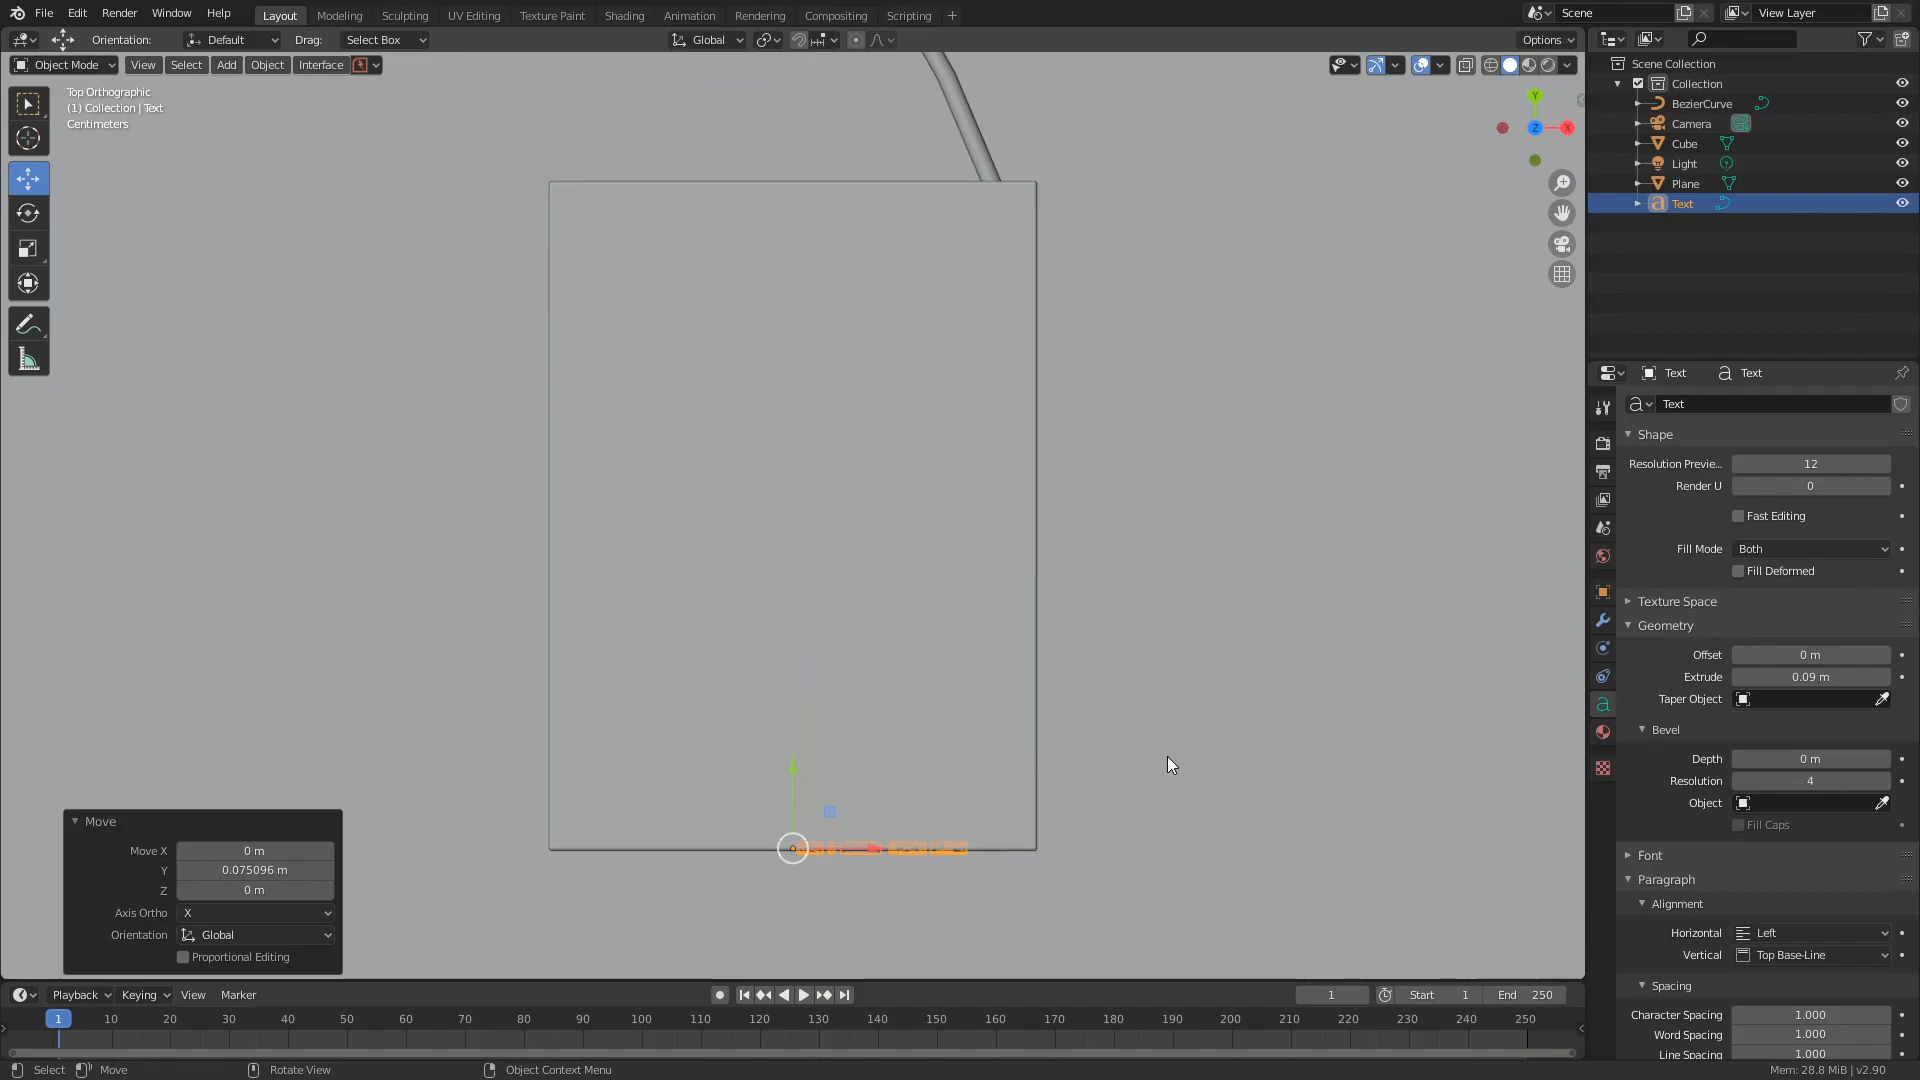 File Edit Render Window Help Layout Modeling Sculpting UV Editing Texture Paint Shading Animation Rendering Compositing Scripting + Scene View Layer
Orientation: Default Drag: Select Box Global Options
Object Mode View Select Add Object Interface
Top Orthographic
(1) Collection | Text
Centimeters
Y
Z
X
Scene Collection
Collection
BezierCurve
Camera
Cube
Light
Plane
Text
Text Text
Text
Shape
Resolution Previe... 12
Render U 0
Fast Editing
Fill Mode Both
Fill Deformed
Texture Space
Geometry
Offset 0 m
Extrude 0.09 m
Taper Object
Bevel
Depth 0 m
Resolution 4
Object
Fill Caps
Font
Paragraph
Alignment
Horizontal Left
Vertical Top Base-Line
Spacing
Character Spacing 1.000
Word Spacing 1.000
Line Spacing 1.000
Move
Move X 0 m
Y 0.075096 m
Z 0 m
Axis Ortho X
Orientation Global
Proportional Editing
Playback Keying View Marker 1 Start 1 End 250
1 10 20 30 40 50 60 70 80 90 100 110 120 130 140 150 160 170 180 190 200 210 220 230 240 250
Select Move Rotate View Object Context Menu Mem: 28.8 MiB | v2.90